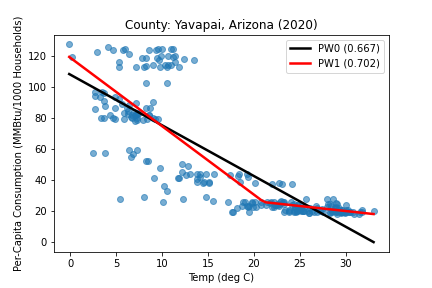 County: Yavapai, Arizona (2020)
PW0 (0.667)
PW1 (0.702)
Per-Capita Consumption (MMBtu/1000 Households)
120
100
80
60
40
20
0
0 5 10 15 20 25 30
Temp (deg C)